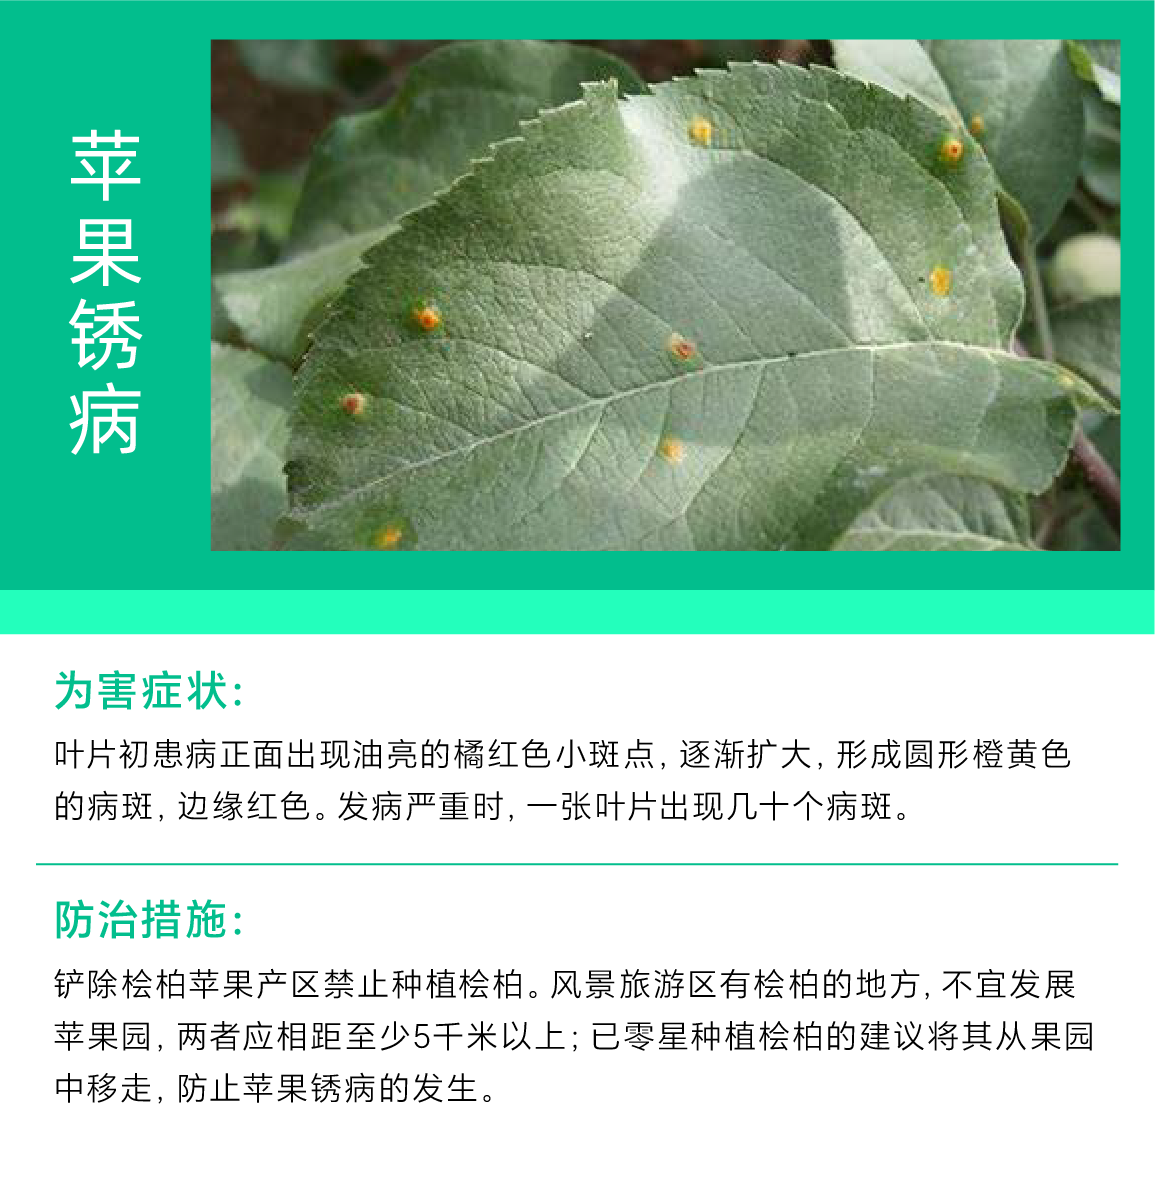 苹果锈病
为害症状:
叶片初患病正面出现油亮的橘红色小斑点, 逐渐扩大, 形成圆形橙黄色
的病斑, 边缘红色。发病严重时, 一张叶片出现几十个病斑。
防治措施:
铲除桧柏苹果产区禁止种植桧柏。风景旅游区有桧柏的地方, 不宜发展
苹果园, 两者应相距至少5千米以上; 已零星种植桧柏的建议将其从果园
中移走, 防止苹果锈病的发生。